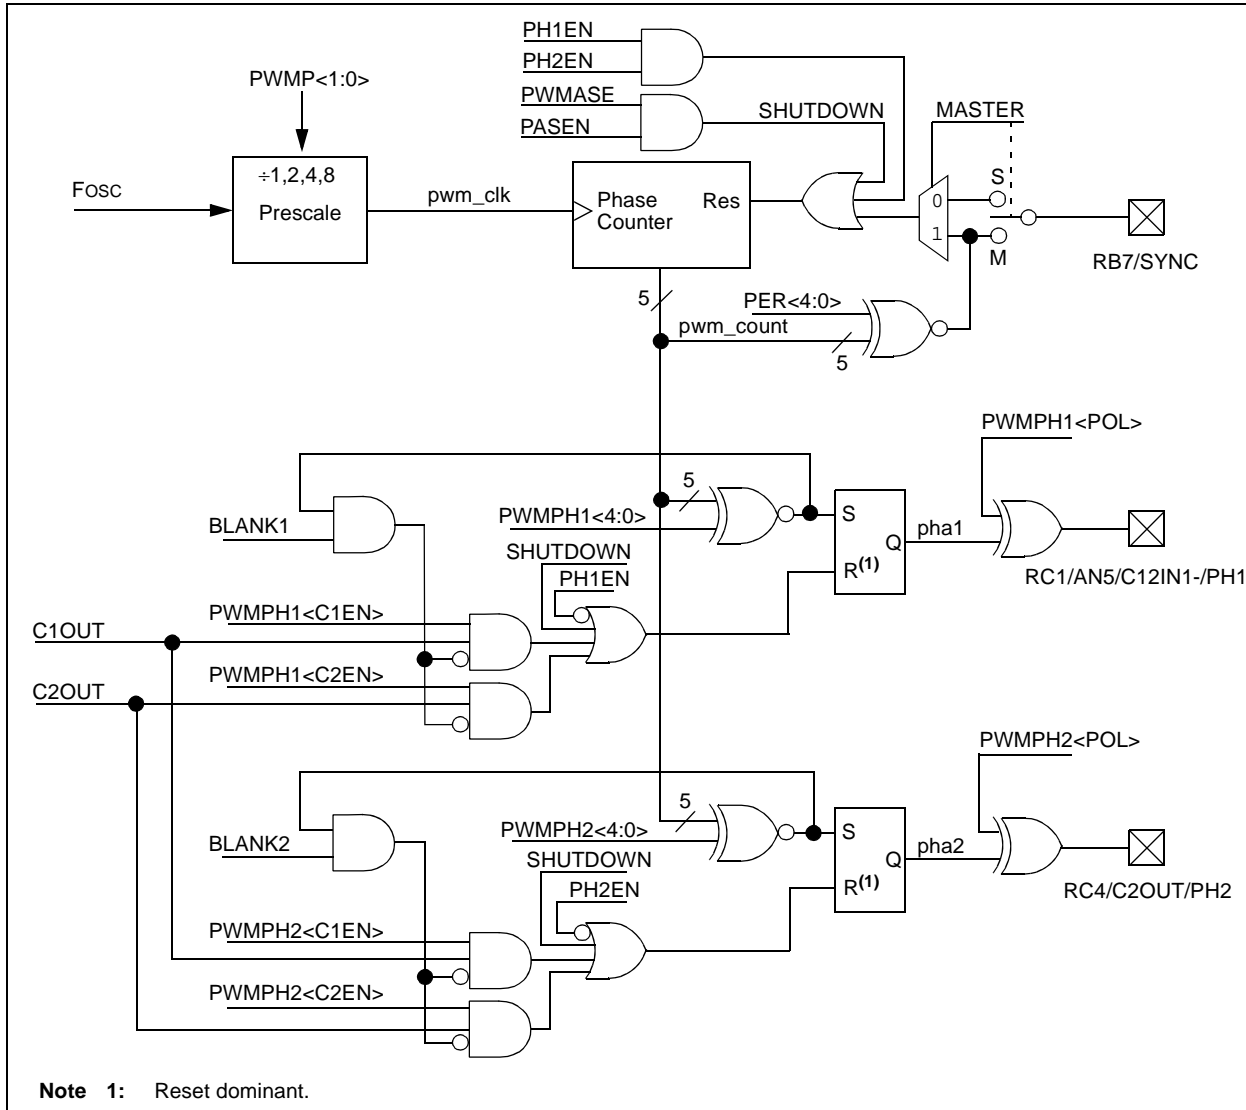 PH1EN
PH2EN
PWMP<1:0>
PWMASE
SHUTDOWN
MASTER
PASEN
÷1,2,4,8
Prescale
FOSC
pwm_clk
Phase
Counter
Res
0
1
S
M
RB7/SYNC
5
PER<4:0>
pwm_count
5
PWMPH1<POL>
5
BLANK1
PWMPH1<4:0>
S
Q
R(1)
pha1
RC1/AN5/C12IN1-/PH1
SHUTDOWN
PH1EN
PWMPH1<C1EN>
C1OUT
PWMPH1<C2EN>
C2OUT
PWMPH2<POL>
5
BLANK2
PWMPH2<4:0>
S
Q
R(1)
pha2
RC4/C2OUT/PH2
SHUTDOWN
PH2EN
PWMPH2<C1EN>
PWMPH2<C2EN>
Note 1: Reset dominant.